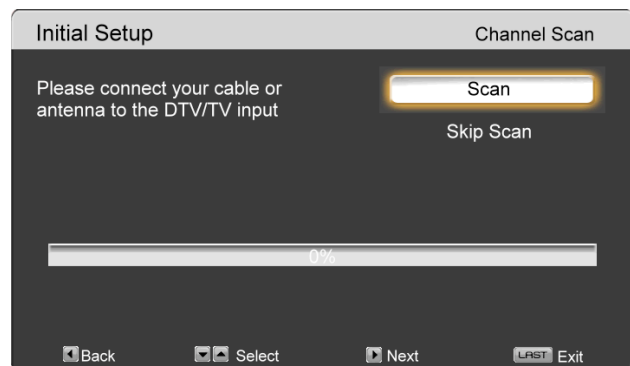 Initial Setup Channel Scan
Please connect your cable or
antenna to the DTV/TV input
Scan
Skip Scan
0%
Back Select Next LAST Exit